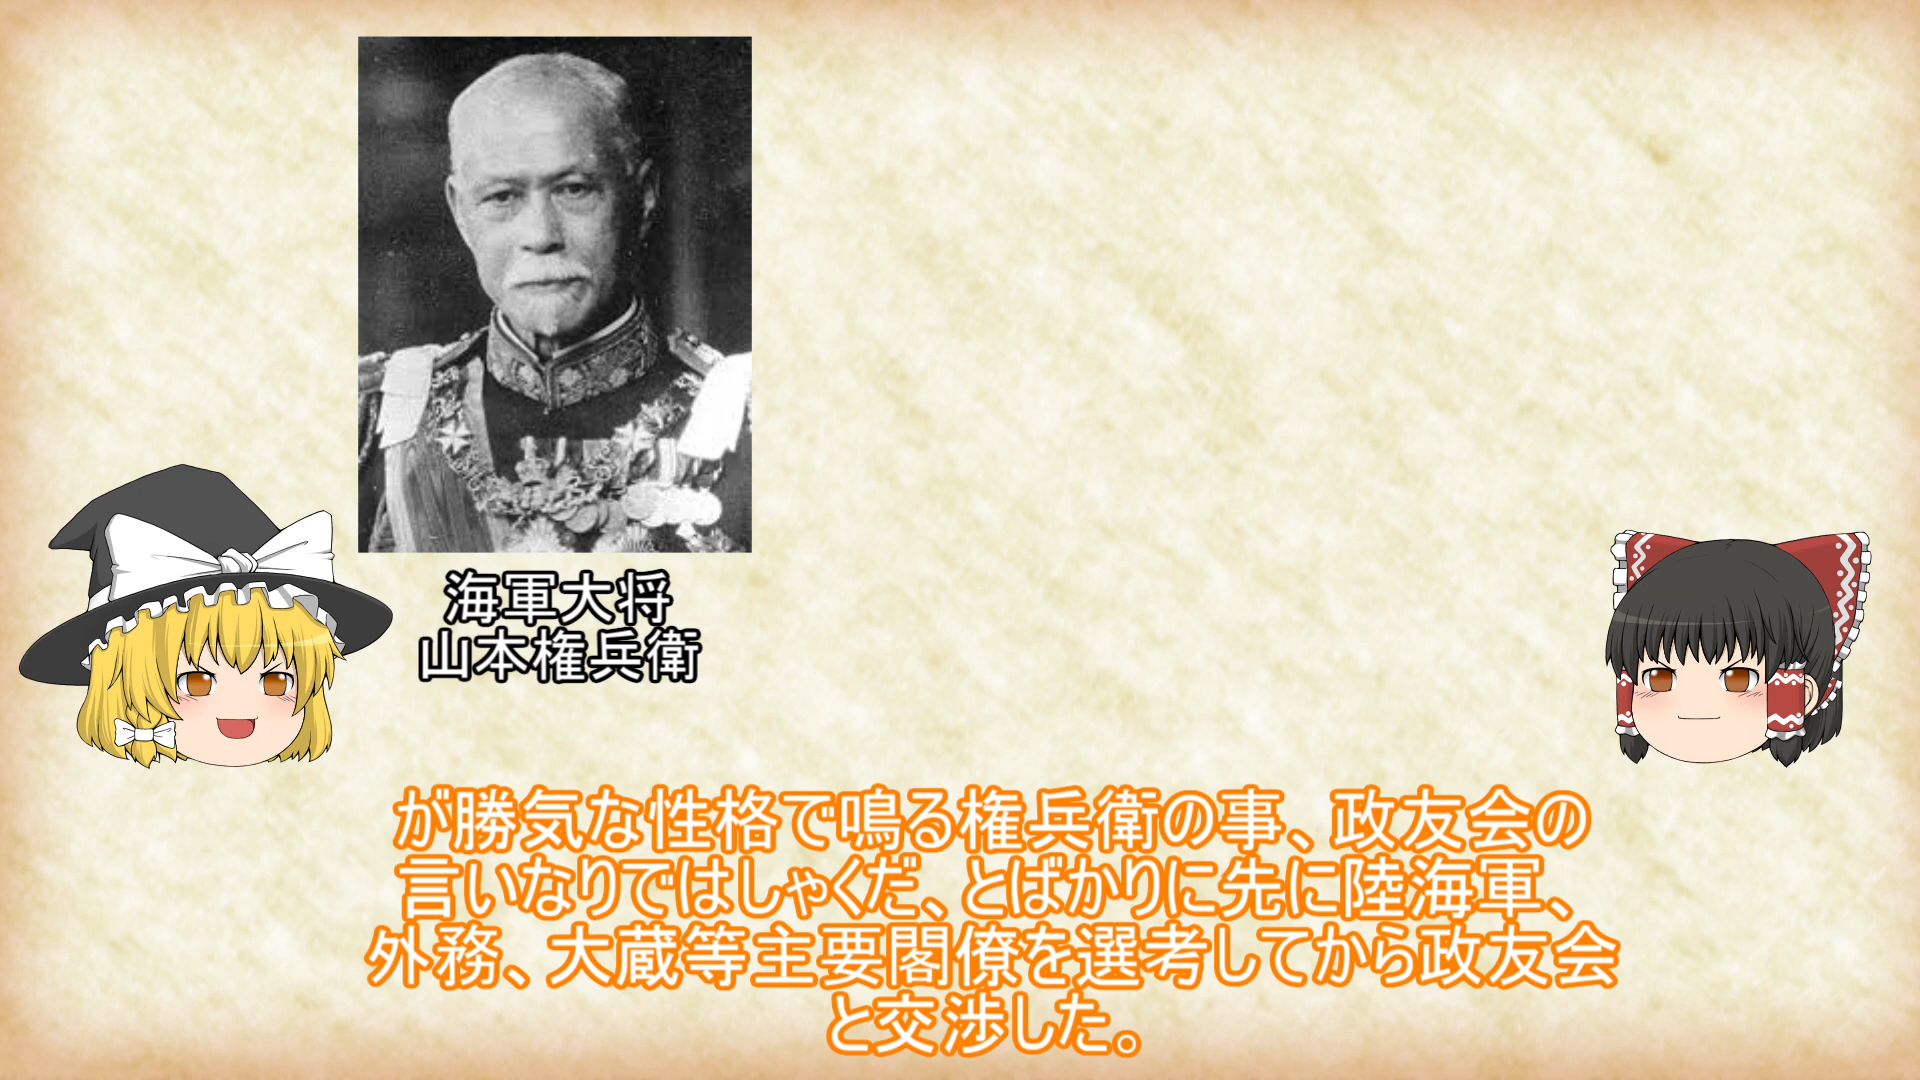 海軍大将
山本権兵衛
が勝気な性格で鳴る権兵衛の事、政友会の
言いなりではしゃくだ、とばかりに先に陸海軍、
外務、大蔵等主要閣僚を選考してから政友会
と交渉した。